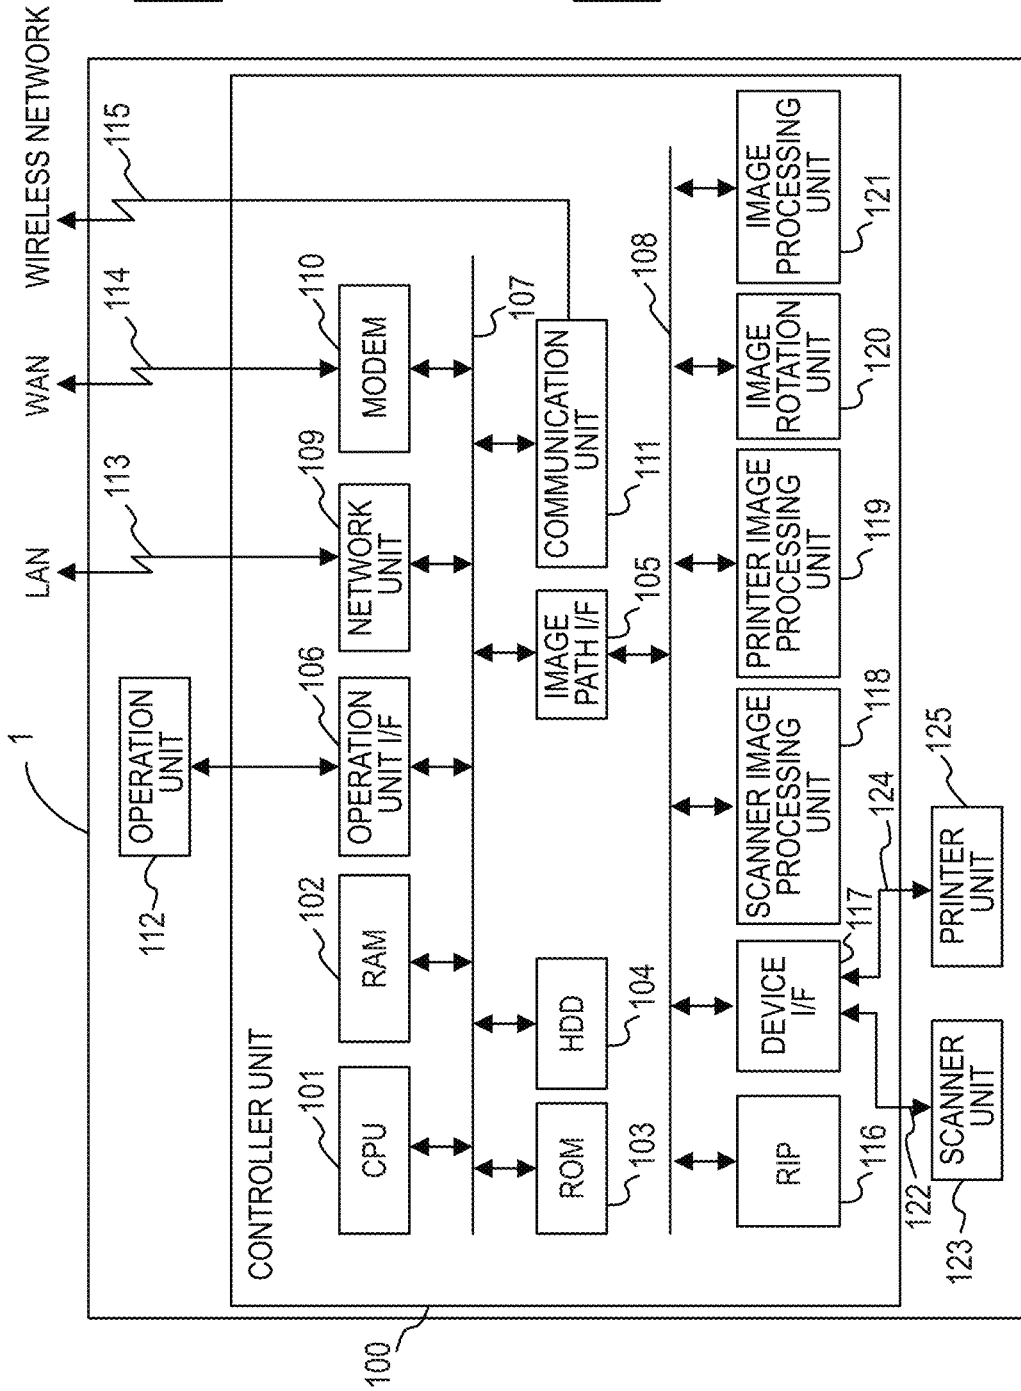 WIRELESS NETWORK
WAN
LAN
115
114
113
1
OPERATION
UNIT
112
CONTROLLER UNIT
100
CPU
101
RAM
102
OPERATION
UNIT I/F
106
NETWORK
UNIT
109
MODEM
110
107
ROM
103
HDD
104
IMAGE
PATH I/F
105
COMMUNICATION
UNIT
111
108
RIP
116
DEVICE
I/F
117
SCANNER IMAGE
PROCESSING
UNIT
118
PRINTER IMAGE
PROCESSING
UNIT
119
IMAGE
ROTATION
UNIT
120
IMAGE
PROCESSING
UNIT
121
122
124
SCANNER
UNIT
123
PRINTER
UNIT
125